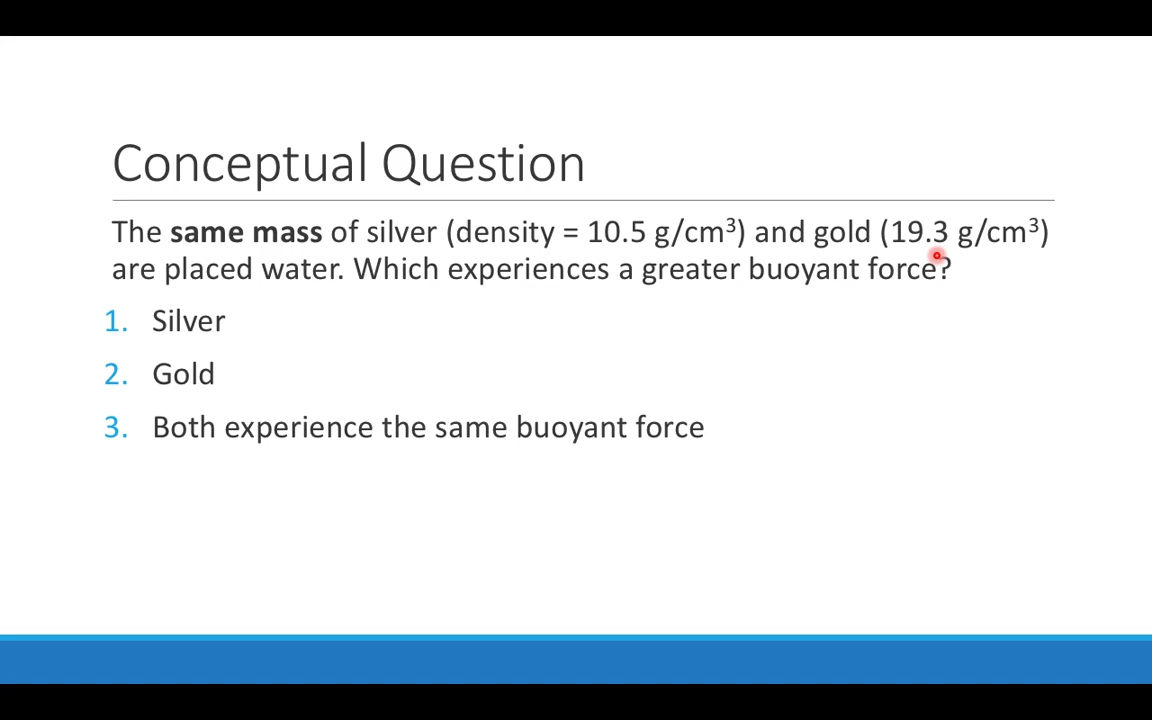 Conceptual Question
The same mass of silver (density = 10.5 g/cm³) and gold (19.3 g/cm³)
are placed water. Which experiences a greater buoyant force?
1. Silver
2. Gold
3. Both experience the same buoyant force